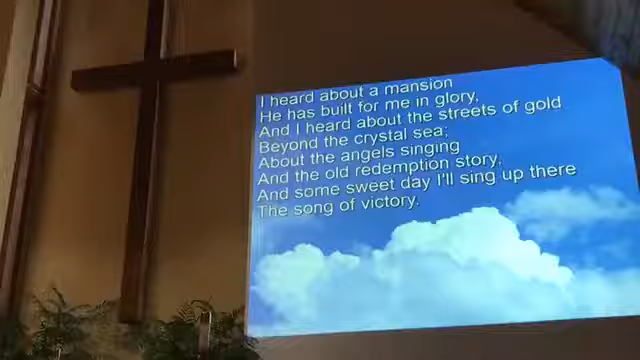 I heard about a mansion
He has built for me in glory,
And I heard about the streets of gold
Beyond the crystal sea;
About the angels singing
And the old redemption story,
And some sweet day I'll sing up there
The song of victory.